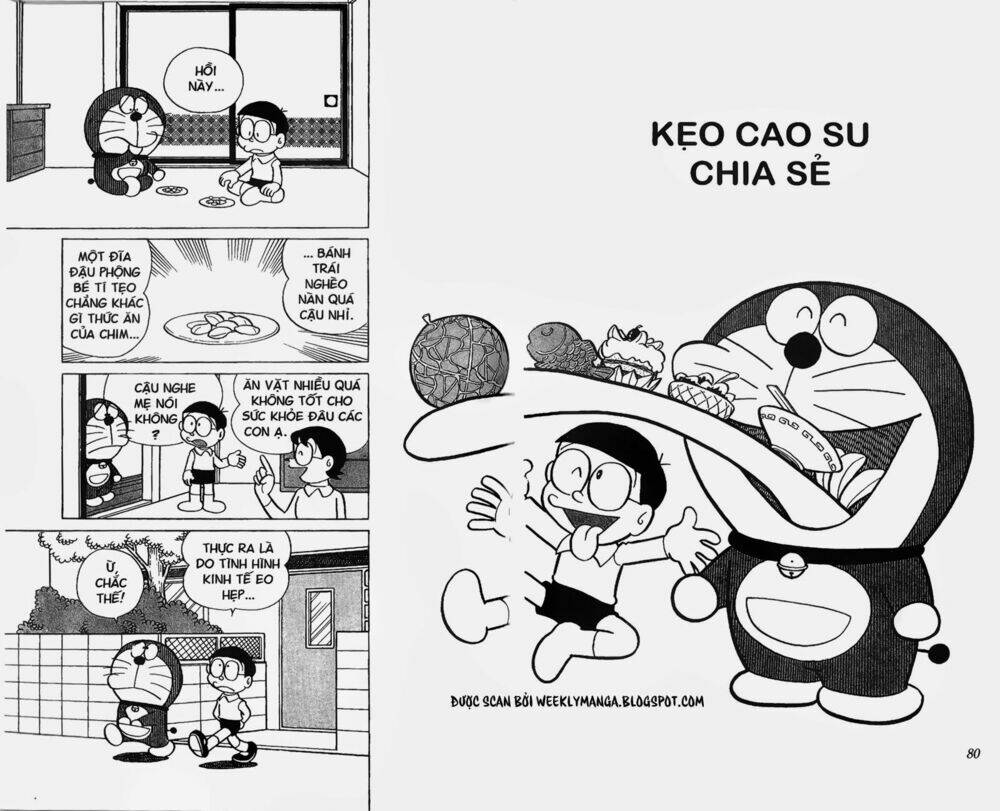 KẸO CAO SU
CHIA SẺ
ĐƯỢC SCAN BỞI WEEKLYMANGA.BLOGSPOT.COM
80
HỒI
NÀY...
... BÁNH
TRÁI
NGHÈO
NÀN QUÁ
CẬU NHỈ.
MỘT ĐĨA
ĐẬU PHỘNG
BÉ TÍ TẸO
CHẲNG KHÁC
GÌ THỨC ĂN
CỦA CHIM...
ĂN VẶT NHIỀU QUÁ
KHÔNG TỐT CHO
SỨC KHỎE ĐÂU CÁC
CON Ạ.
CẬU NGHE
MẸ NÓI
KHÔNG
?
THỰC RA LÀ
DO TÌNH HÌNH
KINH TẾ EO
HẸP...
Ừ,
CHẮC
THẾ!